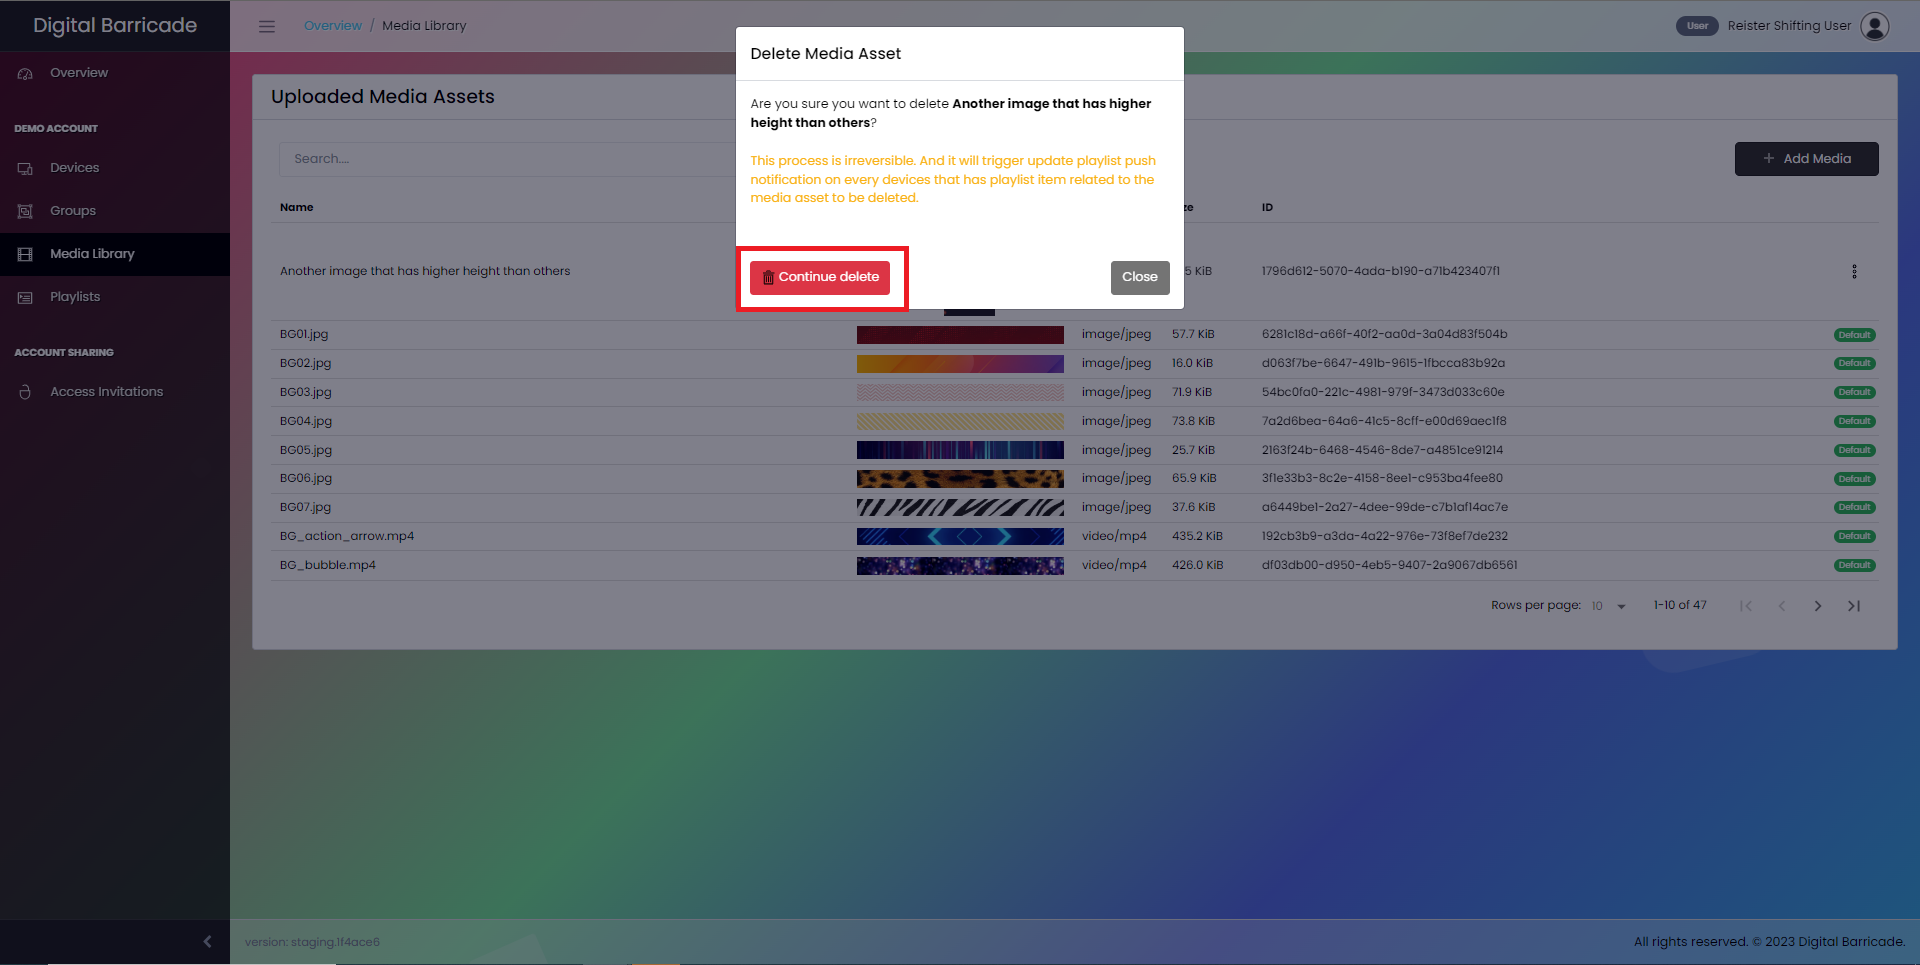 Digital Barricade
Overview / Media Library
User Reister Shifting User
Overview
DEMO ACCOUNT
Devices
Groups
Media Library
Playlists
ACCOUNT SHARING
Access Invitations
Delete Media Asset
Are you sure you want to delete Another image that has higher
height than others?
This process is irreversible. And it will trigger update playlist push
notification on every devices that has playlist item related to the
media asset to be deleted.
Continue delete Close
Uploaded Media Assets
Search....
+ Add Media
Name ze ID
Another image that has higher height than others 5 KiB 1796d612-5070-4ada-b190-a71b423407f1
BG01.jpg image/jpeg 57.7 KiB 6281c18d-a66f-40f2-aa0d-3a04d83f504b Default
BG02.jpg image/jpeg 16.0 KiB d063f7be-6647-491b-9615-1fbcca83b92a Default
BG03.jpg image/jpeg 71.9 KiB 54bc0fa0-221c-4981-979f-3473d033c60e Default
BG04.jpg image/jpeg 73.8 KiB 7a2d6bea-64a6-41c5-8cff-e00d69aec1f8 Default
BG05.jpg image/jpeg 25.7 KiB 2163f24b-6468-4546-8de7-a4851ce91214 Default
BG06.jpg image/jpeg 65.9 KiB 3f1e33b3-8c2e-4158-8ee1-c953ba4fee80 Default
BG07.jpg image/jpeg 37.6 KiB a6449be1-2a27-4dee-99de-c7b1af14ac7e Default
BG_action_arrow.mp4 video/mp4 435.2 KiB 192cb3b9-a3da-4a22-976e-73f8ef7de232 Default
BG_bubble.mp4 video/mp4 426.0 KiB df03db00-d950-4eb5-9407-2a9067db6561 Default
Rows per page: 10 1-10 of 47
version: staging.1f4ace6
All rights reserved. © 2023 Digital Barricade.